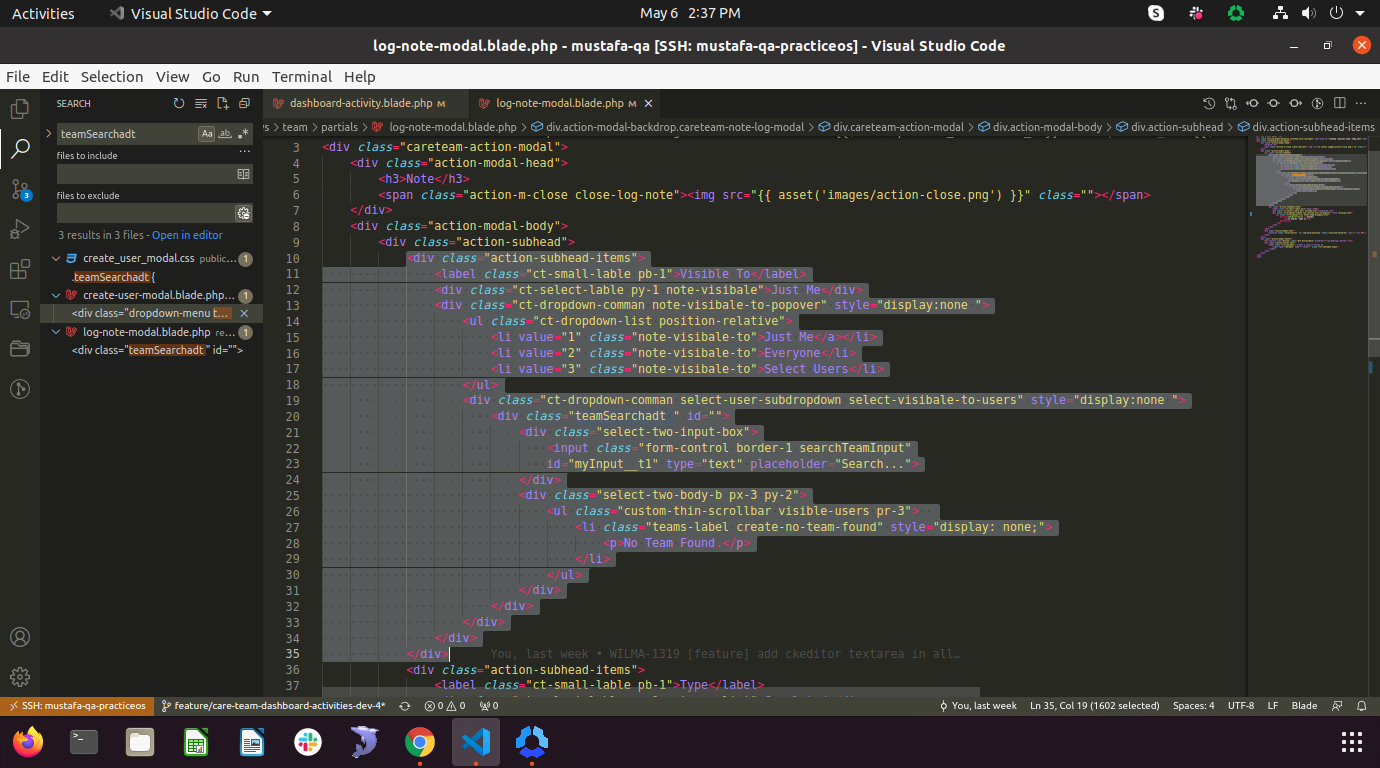 Activities
Visual Studio Code
May 6 2:37 PM
log-note-modal.blade.php - mustafa-qa [SSH: mustafa-qa-practiceos] - Visual Studio Code
File Edit Selection View Go Run Terminal Help
SEARCH
dashboard-activity.blade.php M
log-note-modal.blade.php M
teamSearchadt
Aa ab .*
files to include
files to exclude
3 results in 3 files - Open in editor
create_user_modal.css public... 1
.teamSearchadt {
create-user-modal.blade.php... 1
<div class="dropdown-menu t...
log-note-modal.blade.php re... 1
<div class="teamSearchadt " id="">
3
team > partials > log-note-modal.blade.php > div.action-modal-backdrop.careteam-note-log-modal > div.careteam-action-modal > div.action-modal-body > div.action-subhead > div.action-subhead-items
3 <div class="careteam-action-modal">
4 <div class="action-modal-head">
5 <h3>Note</h3>
6 <span class="action-m-close close-log-note"><img src="{{ asset('images/action-close.png') }}" class=""></span>
7 </div>
8 <div class="action-modal-body">
9 <div class="action-subhead">
10 <div class="action-subhead-items">
11 <label class="ct-small-lable pb-1">Visible To</label>
12 <div class="ct-select-lable py-1 note-visibale">Just Me</div>
13 <div class="ct-dropdown-comman note-visibale-to-popover" style="display:none ">
14 <ul class="ct-dropdown-list position-relative">
15 <li value="1" class="note-visibale-to">Just Me</a></li>
16 <li value="2" class="note-visibale-to">Everyone</li>
17 <li value="3" class="note-visibale-to">Select Users</li>
18 </ul>
19 <div class="ct-dropdown-comman select-user-subdropdown select-visibale-to-users" style="display:none ">
20 <div class="teamSearchadt " id="">
21 <div class="select-two-input-box">
22 <input class="form-control border-1 searchTeamInput"
23 id="myInput__t1" type="text" placeholder="Search...">
24 </div>
25 <div class="select-two-body-b px-3 py-2">
26 <ul class="custom-thin-scrollbar visible-users pr-3">
27 <li class="teams-label create-no-team-found" style="display: none;">
28 <p>No Team Found.</p>
29 </li>
30 </ul>
31 </div>
32 </div>
33 </div>
34 </div>
35 </div> You, last week • WILMA-1319 [feature] add ckeditor textarea in all…
36 <div class="action-subhead-items">
37 <label class="ct-small-lable pb-1">Type</label>
SSH: mustafa-qa-practiceos
feature/care-team-dashboard-activities-dev-4*
0 0
0
You, last week
Ln 35, Col 19 (1602 selected)
Spaces: 4
UTF-8
LF
Blade